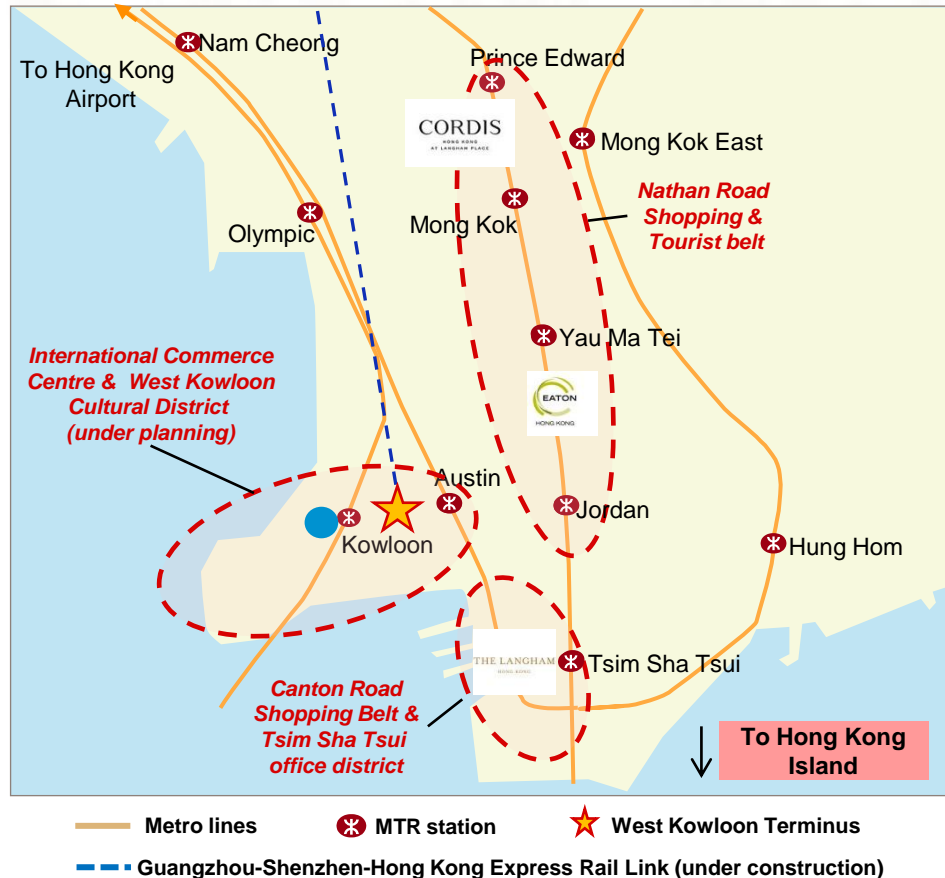 Nam Cheong
To Hong Kong
Airport
Prince Edward
CORDIS
HONG KONG
AT LANGHAM PLACE
Mong Kok East
Nathan Road
Shopping &
Tourist belt
Mong Kok
Olympic
Yau Ma Tei
International Commerce
Centre & West Kowloon
Cultural District
(under planning)
EATON
HONG KONG
Austin
Jordan
Kowloon
Hung Hom
THE LANGHAM
HONG KONG
Tsim Sha Tsui
Canton Road
Shopping Belt &
Tsim Sha Tsui
office district
To Hong Kong
Island
Metro lines
MTR station
West Kowloon Terminus
Guangzhou-Shenzhen-Hong Kong Express Rail Link (under construction)